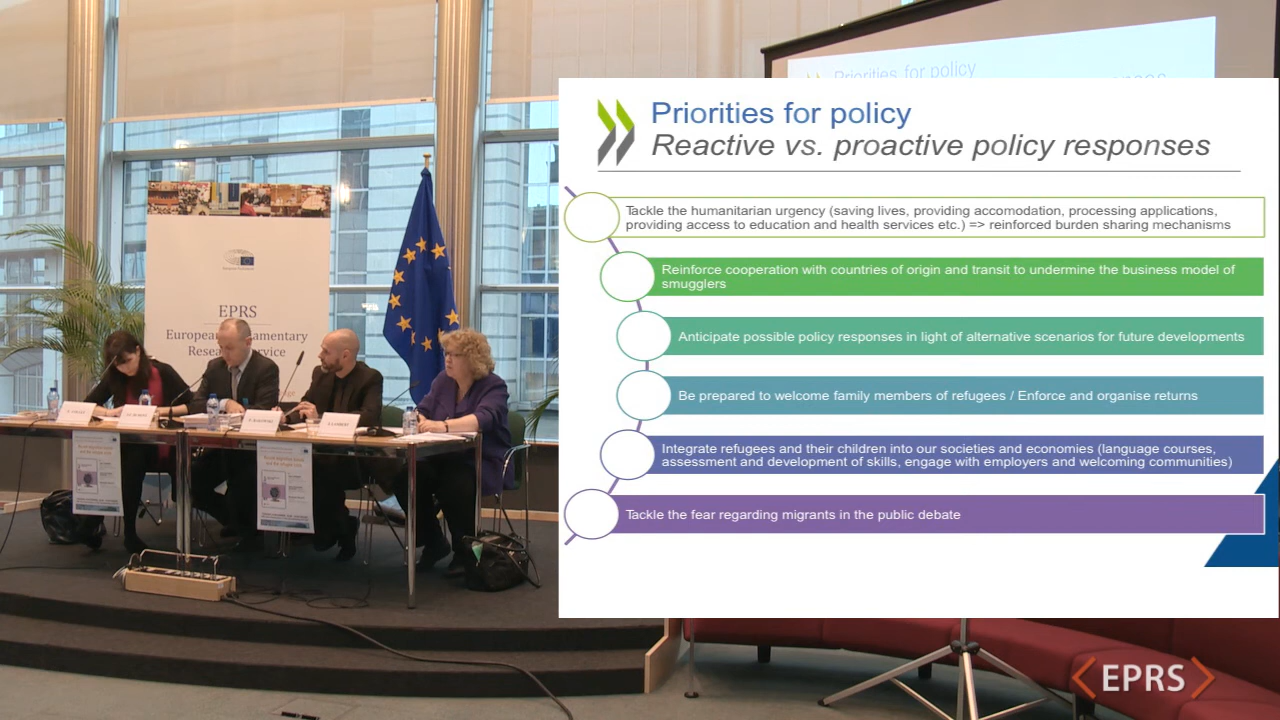 Priorities for policy
Priorities for policy
Reactive vs. proactive policy responses
Tackle the humanitarian urgency (saving lives, providing accomodation, processing applications,
providing access to education and health services etc.) => reinforced burden sharing mechanisms
Reinforce cooperation with countries of origin and transit to undermine the business model of
smugglers
Anticipate possible policy responses in light of alternative scenarios for future developments
Be prepared to welcome family members of refugees / Enforce and organise returns
Integrate refugees and their children into our societies and economies (language courses,
assessment and development of skills, engage with employers and welcoming communities)
Tackle the fear regarding migrants in the public debate
EPRS
European Parliamentary
Research Service
EPRS